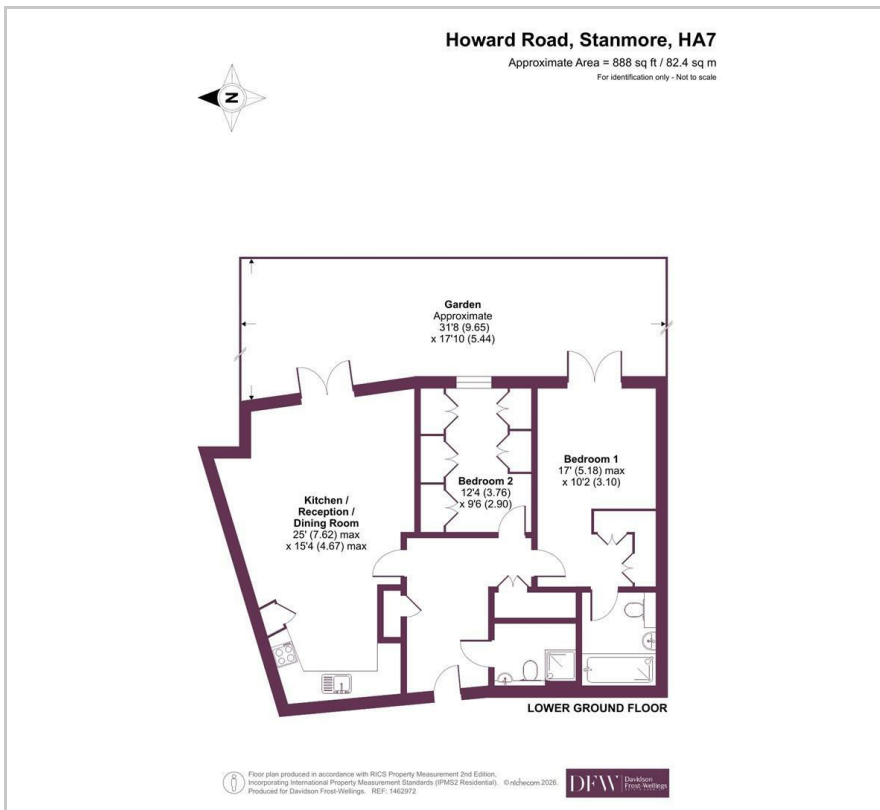 Howard Road, Stanmore, HA7
Approximate Area = 888 sq ft / 82.4 sq m
For identification only - Not to scale
N
Garden
Approximate
31'8 (9.65)
x 17'10 (5.44)
Bedroom 1
17' (5.18) max
x 10'2 (3.10)
Bedroom 2
12'4 (3.76)
x 9'6 (2.90)
Kitchen /
Reception /
Dining Room
25' (7.62) max
x 15'4 (4.67) max
LOWER GROUND FLOOR
Floor plan produced in accordance with RICS Property Measurement 2nd Edition,
Incorporating International Property Measurement Standards (IPMS2 Residential). ©nichecom 2026.
Produced for Davidson Frost-Wellings. REF: 1462972
DFW
Davidson
Frost-Wellings